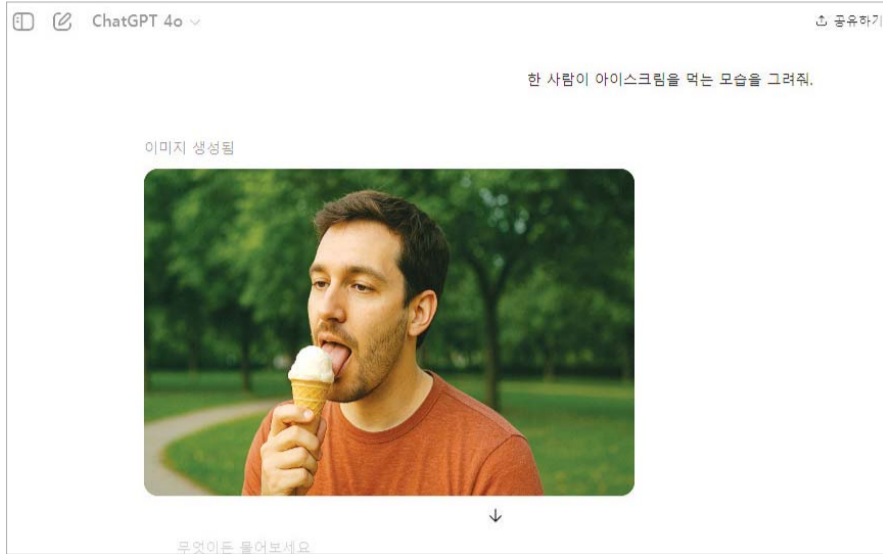 ChatGPT 4o
공유하기
한 사람이 아이스크림을 먹는 모습을 그려줘.
이미지 생성됨
무엇이든 물어보세요